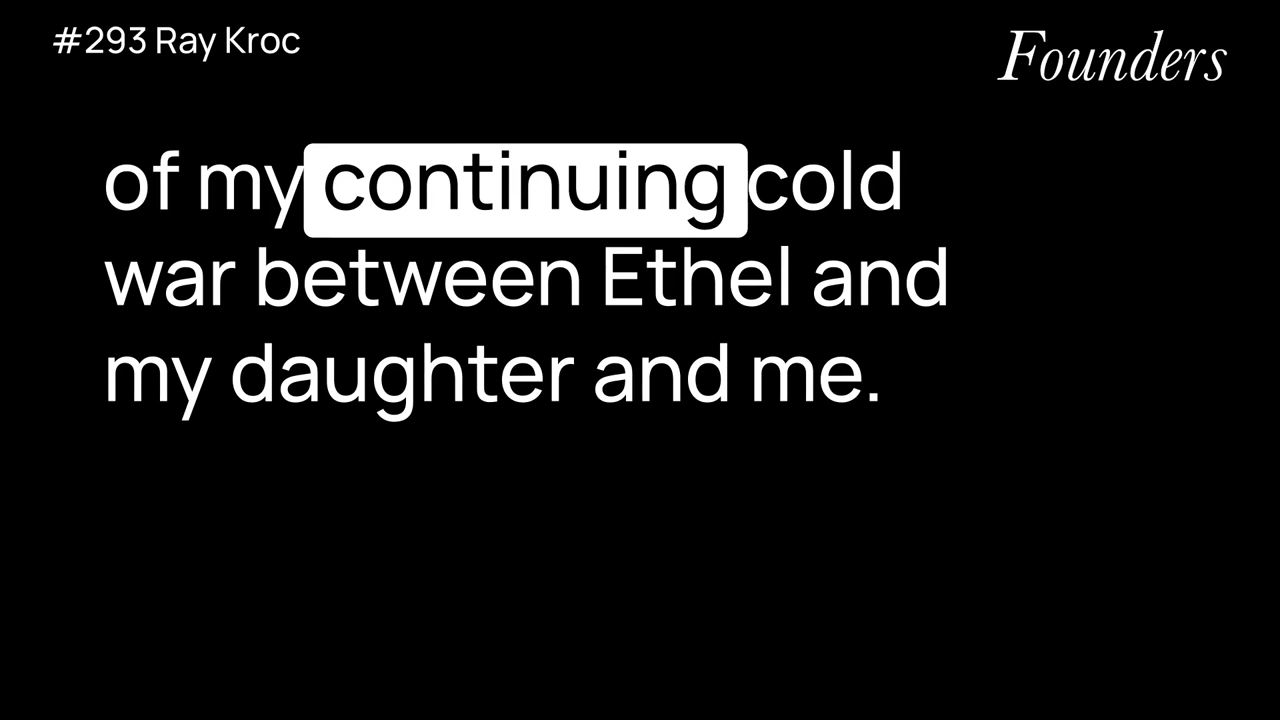 #293 Ray Kroc
Founders
of my continuing cold
war between Ethel and
my daughter and me.